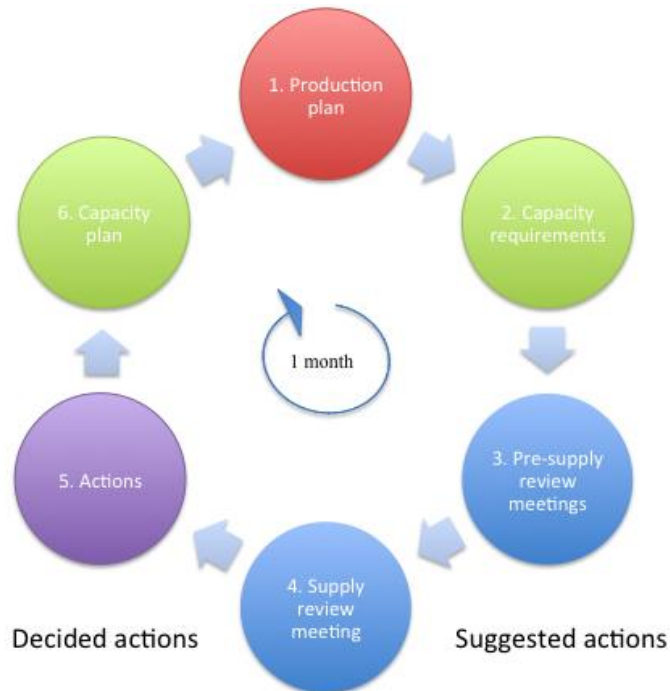 1. Production
plan
2. Capacity
requirements
3. Pre-supply
review
meetings
4. Supply
review
meeting
5. Actions
6. Capacity
plan
1 month
Decided actions
Suggested actions